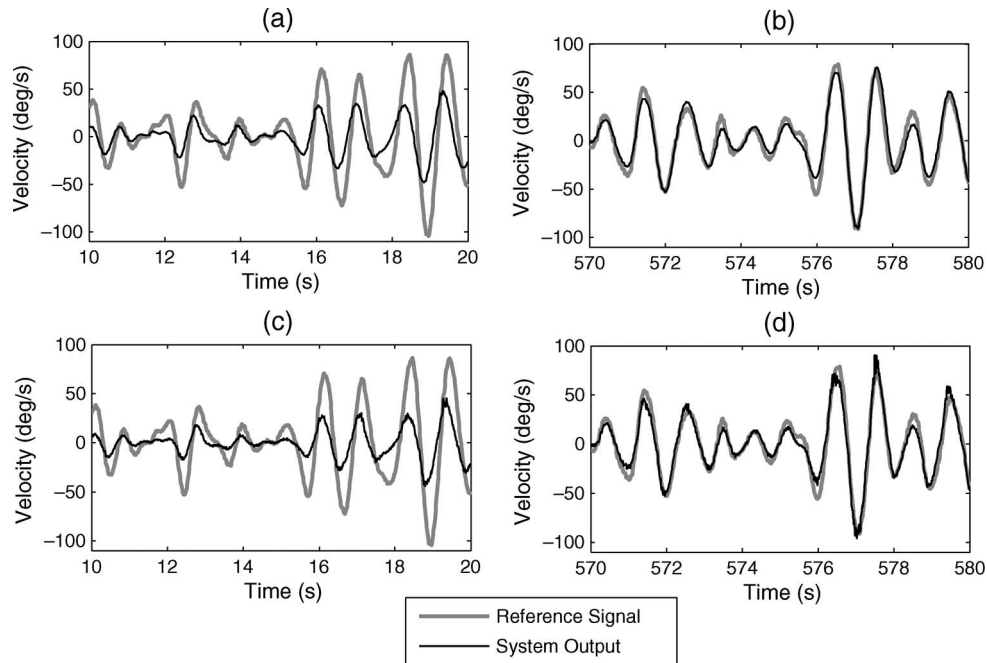 (a)
(b)
100
50
0
−50
−100
Velocity (deg/s)
10 12 14 16 18 20
Time (s)
100
50
0
−50
−100
Velocity (deg/s)
570 572 574 576 578 580
Time (s)
(c)
(d)
100
50
0
−50
−100
Velocity (deg/s)
10 12 14 16 18 20
Time (s)
100
50
0
−50
−100
Velocity (deg/s)
570 572 574 576 578 580
Time (s)
Reference Signal
System Output